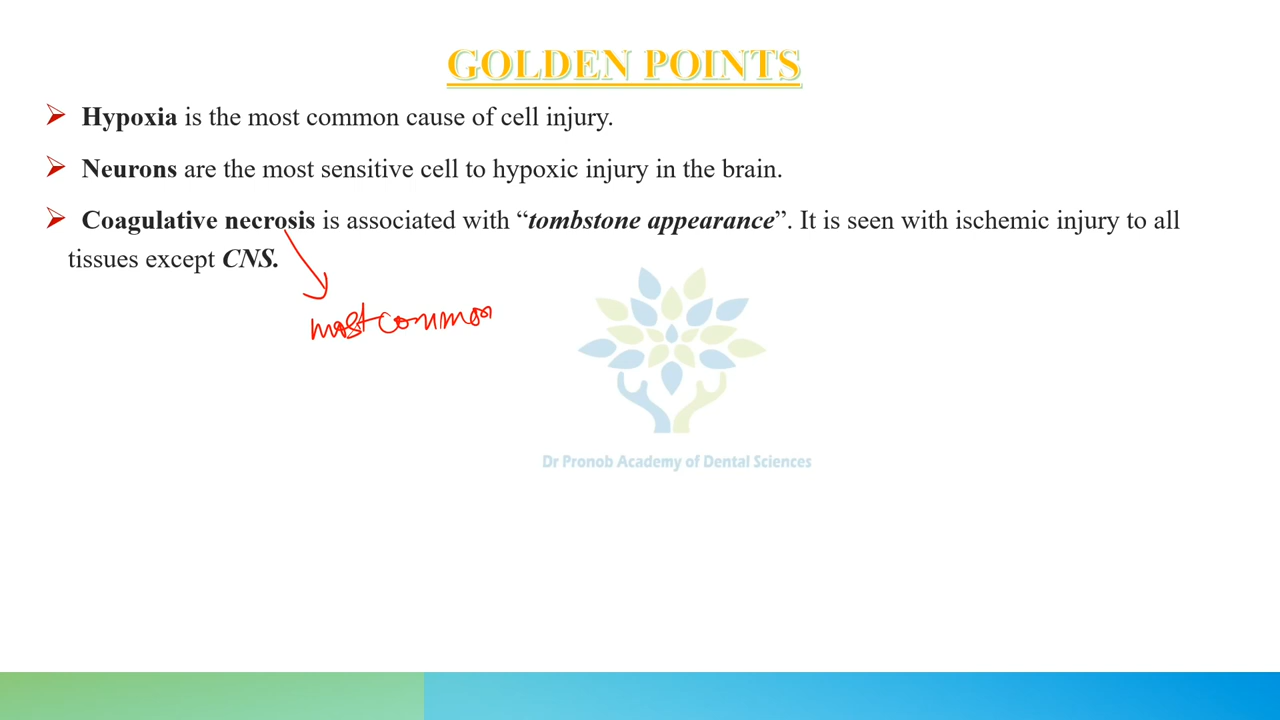 GOLDEN POINTS
➢ Hypoxia is the most common cause of cell injury.
➢ Neurons are the most sensitive cell to hypoxic injury in the brain.
➢ Coagulative necrosis is associated with “tombstone appearance”. It is seen with ischemic injury to all
tissues except CNS.
most common
Dr Pronob Academy of Dental Sciences